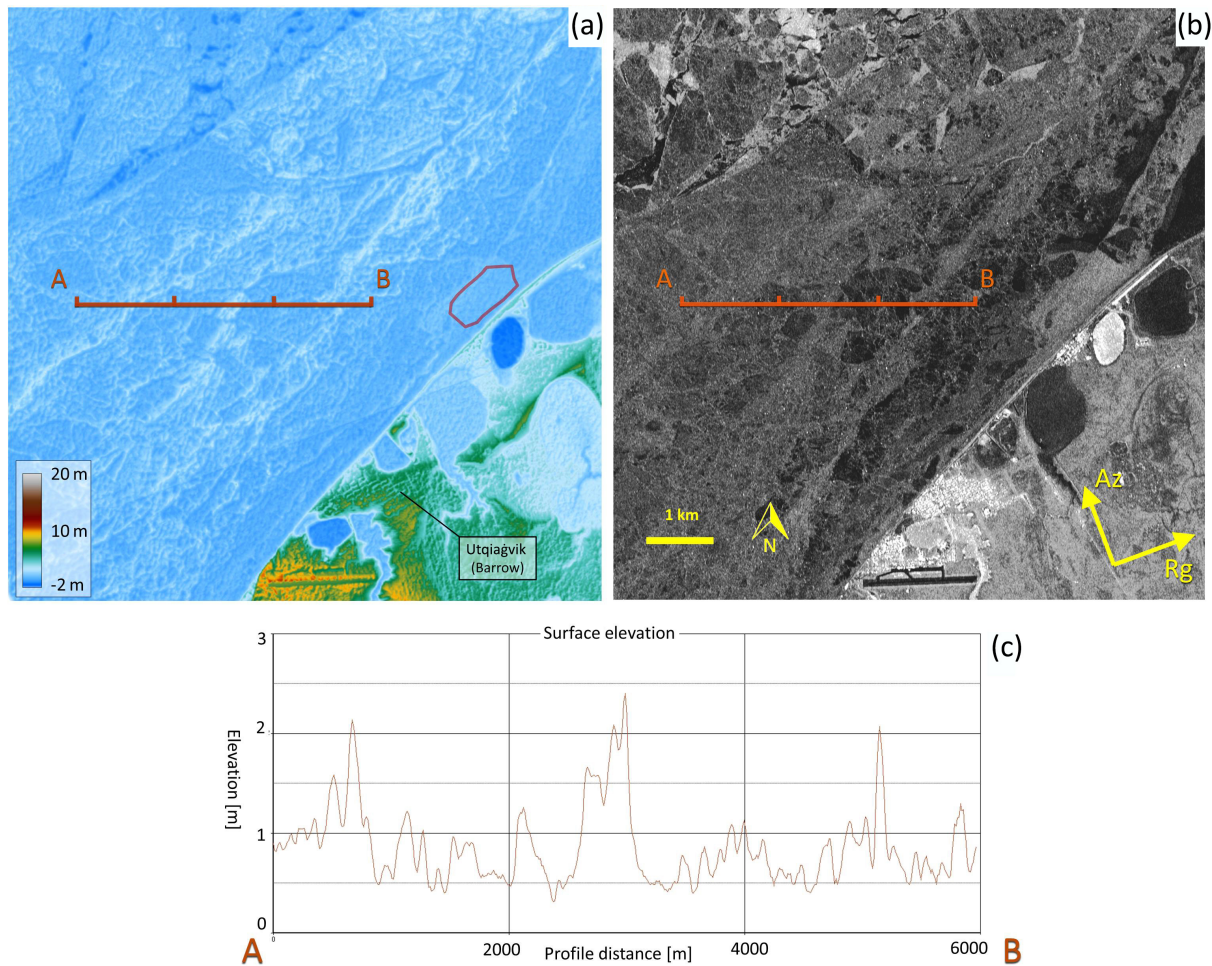 (a)
A
B
20 m
10 m
-2 m
Utqiaġvik
(Barrow)
(b)
A
B
1 km
N
Az
Rg
Surface elevation
(c)
Elevation [m]
3
2
1
0
0
2000
4000
6000
A
Profile distance [m]
B